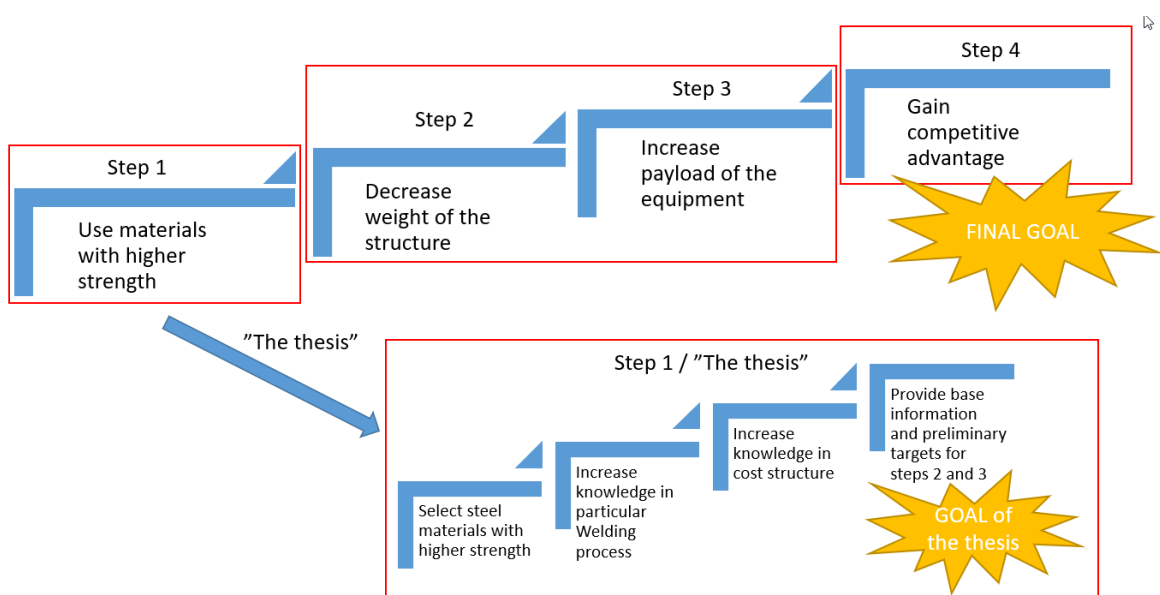 Step 1
Use materials
with higher
strength
Step 2
Decrease
weight of the
structure
Step 3
Increase
payload of the
equipment
Step 4
Gain
competitive
advantage
FINAL GOAL
”The thesis”
Step 1 / ”The thesis”
Select steel
materials with
higher strength
Increase
knowledge in
particular
Welding
process
Increase
knowledge in
cost structure
Provide base
information
and preliminary
targets for
steps 2 and 3
GOAL of
the thesis